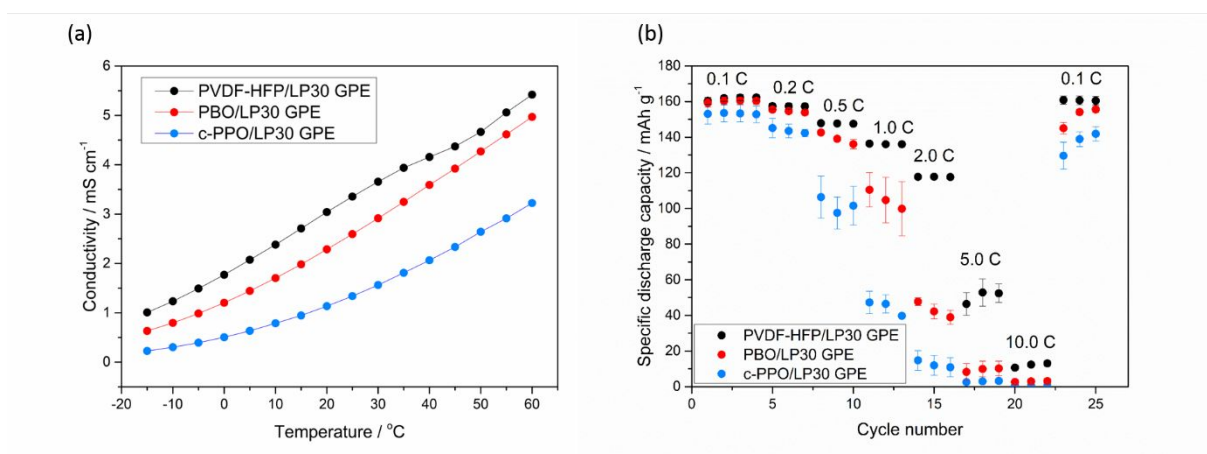 (a)
6
5
4
3
2
1
0
-20
-10
0
10
20
30
40
50
60
Conductivity / mS cm⁻¹
Temperature / °C
PVDF-HFP/LP30 GPE
PBO/LP30 GPE
c-PPO/LP30 GPE
(b)
180
160
140
120
100
80
60
40
20
0
0
5
10
15
20
25
30
Specific discharge capacity / mAh g⁻¹
Cycle number
0.1 C
0.2 C
0.5 C
1.0 C
2.0 C
5.0 C
10.0 C
0.1 C
PVDF-HFP/LP30 GPE
PBO/LP30 GPE
c-PPO/LP30 GPE